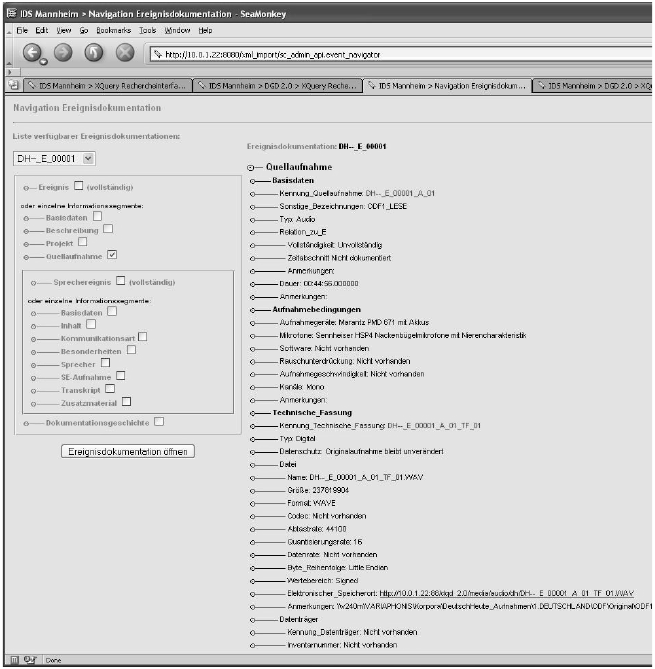 IDS Mannheim > Navigation Ereignisdokumentation - SeaMonkey
File Edit View Go Bookmarks Tools Window Help
http://10.0.1.22:8080/xml_import/sc_admin_api.event_navigator
IDS Mannheim > XQuery Rechercheinterfa...
IDS Mannheim > DGD 2.0 > XQuery Reche...
IDS Mannheim > Navigation Ereignisdokum...
IDS Mannheim > DGD 2.0 > XQ
Navigation Ereignisdokumentation
Liste verfügbarer Ereignisdokumentationen:
DH--_E_00001
Ereignis (vollständig)
oder einzelne Informationssegmente:
Basisdaten
Beschreibung
Projekt
Quellaufnahme
Sprechereignis (vollständig)
oder einzelne Informationssegmente:
Basisdaten
Inhalt
Kommunikationsart
Besonderheiten
Sprecher
SE-Aufnahme
Transkript
Zusatzmaterial
Dokumentationsgeschichte
Ereignisdokumentation öffnen
Ereignisdokumentation: DH--_E_00001
Quellaufnahme
Basisdaten
Kennung_Quellaufnahme: DH--_E_00001_A_01
Sonstige_Bezeichnungen: ODF1_LESE
Typ: Audio
Relation_zu_E
Vollständigkeit: Unvollständig
Zeitabschnitt Nicht dokumentiert
Anmerkungen:
Dauer: 00:44:56.000000
Anmerkungen:
Aufnahmebedingungen
Aufnahmegeräte: Marantz PMD 671 mit Akkus
Mikrofone: Sennheiser HSP4 Nackenbügelmikrofone mit Nierencharakteristik
Software: Nicht vorhanden
Rauschunterdrückung: Nicht vorhanden
Aufnahmegeschwindigkeit: Nicht vorhanden
Kanäle: Mono
Anmerkungen:
Technische_Fassung
Kennung_Technische_Fassung: DH--_E_00001_A_01_TF_01
Typ: Digital
Datenschutz: Originalaufnahme bleibt unverändert
Datei
Name: DH--_E_00001_A_01_TF_01.WAV
Größe: 237819904
Format: WAVE
Codec: Nicht vorhanden
Abtastrate: 44100
Quantisierungsrate: 16
Datenrate: Nicht vorhanden
Byte_Reihenfolge: Little Endian
Wertebereich: Signed
Elektronischer_Speicherort: http://10.0.1.22:88/dgd_2.0/media/audio/dh/DH--_E_00001_A_01_TF_01.WAV
Anmerkungen: \\v240m\VARIAPHONIS\Korpora\DeutschHeute_Aufnahmen\1.DEUTSCHLAND\ODF\Original\ODF1
Datenträger
Kennung_Datenträger: Nicht vorhanden
Inventarnummer: Nicht vorhanden
Done